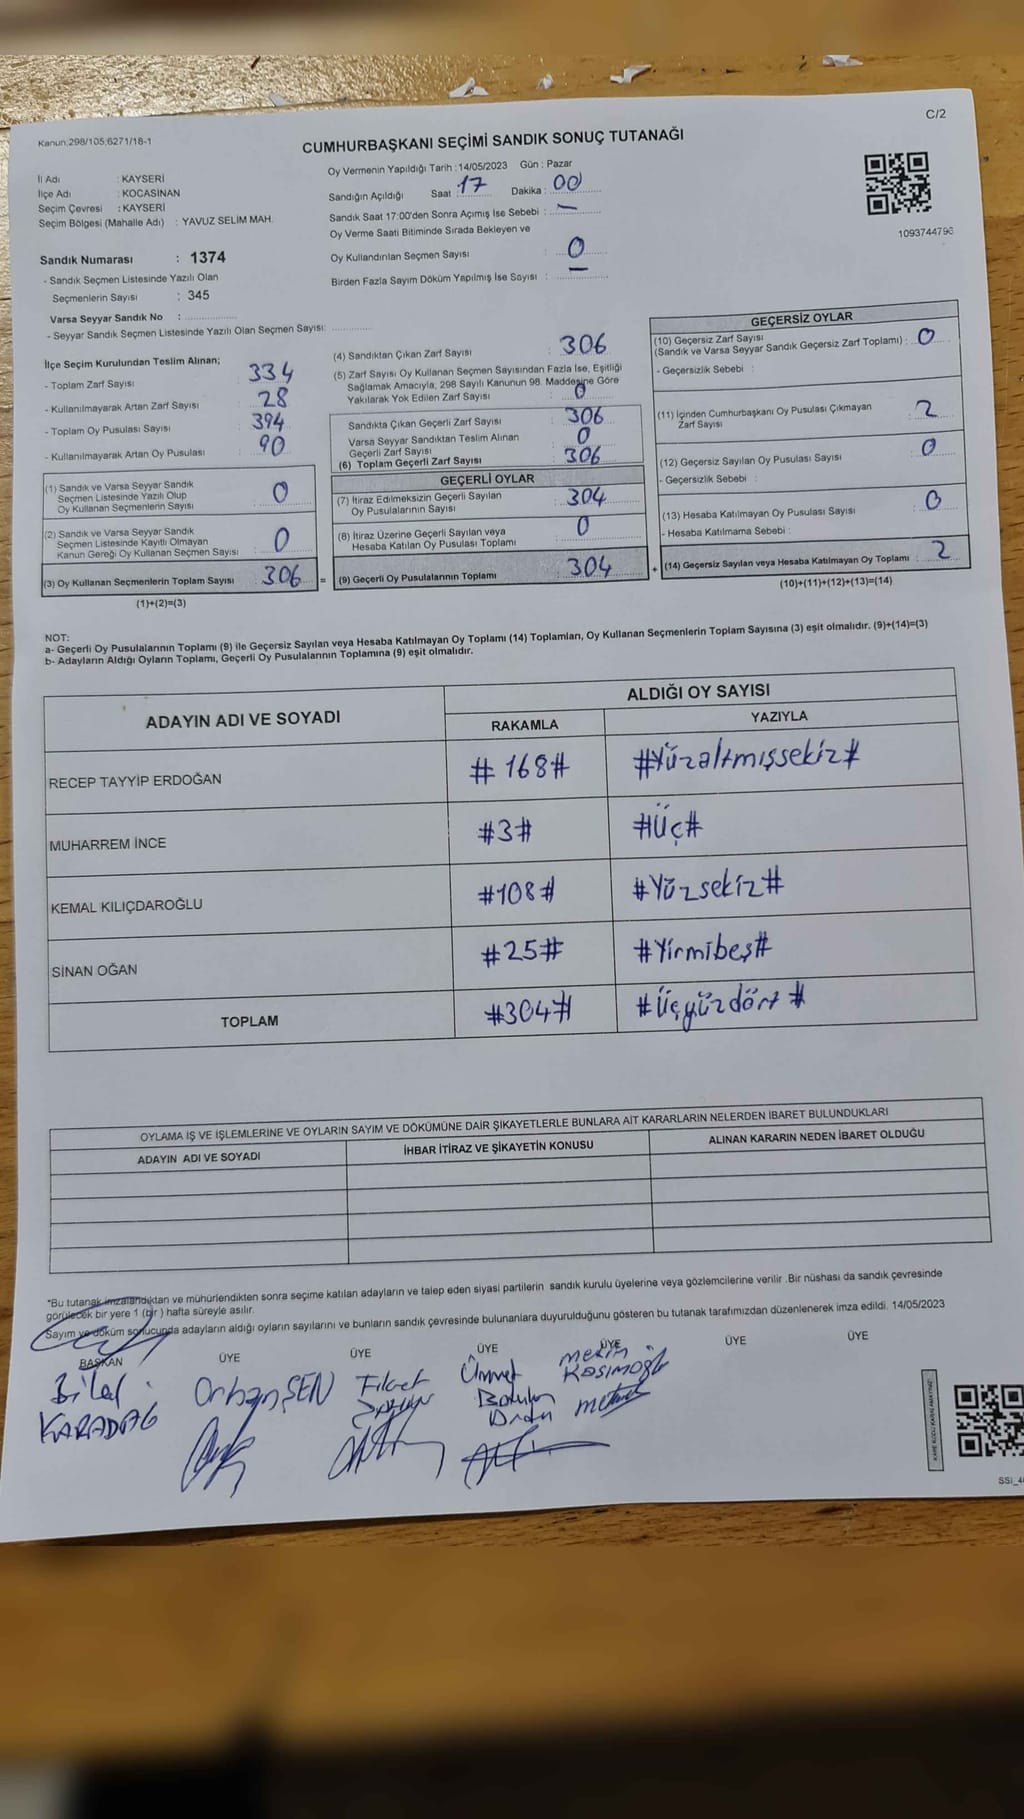 C/2
Kanun.298/105,6271/18-1
CUMHURBAŞKANI SEÇİMİ SANDIK SONUÇ TUTANAĞI
İl Adı : KAYSERİ
İlçe Adı : KOCASİNAN
Seçim Çevresi : KAYSERİ
Seçim Bölgesi (Mahalle Adı) : YAVUZ SELİM MAH.
Oy Vermenin Yapıldığı Tarih : 14/05/2023 Gün : Pazar
Sandığın Açıldığı Saat : 17 Dakika : 00
Sandık Saat 17:00'den Sonra Açımış İse Sebebi : —
Oy Verme Saati Bitiminde Sırada Bekleyen ve
Oy Kullandırılan Seçmen Sayısı : 0
Birden Fazla Sayım Döküm Yapılmış İse Sayısı : —
1093744796
Sandık Numarası : 1374
- Sandık Seçmen Listesinde Yazılı Olan
Seçmenlerin Sayısı : 345
Varsa Seyyar Sandık No :
- Seyyar Sandık Seçmen Listesinde Yazılı Olan Seçmen Sayısı:
İlçe Seçim Kurulundan Teslim Alınan;
- Toplam Zarf Sayısı 334
- Kullanılmayarak Artan Zarf Sayısı 28
- Toplam Oy Pusulası Sayısı 394
- Kullanılmayarak Artan Oy Pusulası 90
(1) Sandık ve Varsa Seyyar Sandık
Seçmen Listesinde Yazılı Olup
Oy Kullanan Seçmenlerin Sayısı : 0
(2) Sandık ve Varsa Seyyar Sandık
Seçmen Listesinde Kayıtlı Olmayan
Kanun Gereği Oy Kullanan Seçmen Sayısı : 0
(3) Oy Kullanan Seçmenlerin Toplam Sayısı : 306 =
(1)+(2)=(3)
(4) Sandıktan Çıkan Zarf Sayısı : 306
(5) Zarf Sayısı Oy Kullanan Seçmen Sayısından Fazla İse, Eşitliği
Sağlamak Amacıyla, 298 Sayılı Kanunun 98. Maddesine Göre
Yakılarak Yok Edilen Zarf Sayısı : 0
Sandıkta Çıkan Geçerli Zarf Sayısı : 306
Varsa Seyyar Sandıktan Teslim Alınan
Geçerli Zarf Sayısı : 0
(6) Toplam Geçerli Zarf Sayısı : 306
GEÇERLİ OYLAR
(7) İtiraz Edilmeksizin Geçerli Sayılan
Oy Pusulalarının Sayısı : 304
(8) İtiraz Üzerine Geçerli Sayılan veya
Hesaba Katılan Oy Pusulası Toplamı : 0
(9) Geçerli Oy Pusulalarının Toplamı : 304 +
GEÇERSİZ OYLAR
(10) Geçersiz Zarf Sayısı
(Sandık ve Varsa Seyyar Sandık Geçersiz Zarf Toplamı) : 0
- Geçersizlik Sebebi :
(11) İçinden Cumhurbaşkanı Oy Pusulası Çıkmayan
Zarf Sayısı : 2
(12) Geçersiz Sayılan Oy Pusulası Sayısı : 0
- Geçersizlik Sebebi :
(13) Hesaba Katılmayan Oy Pusulası Sayısı : 0
- Hesaba Katılmama Sebebi :
(14) Geçersiz Sayılan veya Hesaba Katılmayan Oy Toplamı : 2
(10)+(11)+(12)+(13)=(14)
NOT:
a- Geçerli Oy Pusulalarının Toplamı (9) ile Geçersiz Sayılan veya Hesaba Katılmayan Oy Toplamı (14) Toplamları, Oy Kullanan Seçmenlerin Toplam Sayısına (3) eşit olmalıdır. (9)+(14)=(3)
b- Adayların Aldığı Oyların Toplamı, Geçerli Oy Pusulalarının Toplamına (9) eşit olmalıdır.
ADAYIN ADI VE SOYADI
ALDIĞI OY SAYISI
RAKAMLA YAZIYLA
RECEP TAYYİP ERDOĞAN # 168# #Yüzaltmışsekiz#
MUHARREM İNCE #3# #Üç#
KEMAL KILIÇDAROĞLU #108# #Yüzsekiz#
SİNAN OĞAN #25# #Yirmibeş#
TOPLAM #304# #Üçyüzdört #
OYLAMA İŞ VE İŞLEMLERİNE VE OYLARIN SAYIM VE DÖKÜMÜNE DAİR ŞİKAYETLERLE BUNLARA AİT KARARLARIN NELERDEN İBARET BULUNDUKLARI
ADAYIN ADI VE SOYADI İHBAR İTİRAZ VE ŞİKAYETİN KONUSU ALINAN KARARIN NEDEN İBARET OLDUĞU
*Bu tutanak imzalandıktan ve mühürlendikten sonra seçime katılan adayların ve talep eden siyasi partilerin sandık kurulu üyelerine veya gözlemcilerine verilir .Bir nüshası da sandık çevresinde
görülecek bir yere 1 (bir ) hafta süreyle asılır.
Sayım ve döküm sonucunda adayların aldığı oyların sayılarını ve bunların sandık çevresinde bulunanlara duyurulduğunu gösteren bu tutanak tarafımızdan düzenlenerek imza edildi. 14/05/2023
BAŞKAN ÜYE ÜYE ÜYE ÜYE ÜYE ÜYE
Bilal KARADAĞ
Orhan ŞEN
Fikret
Ümmet
Metin Kasımoğlu